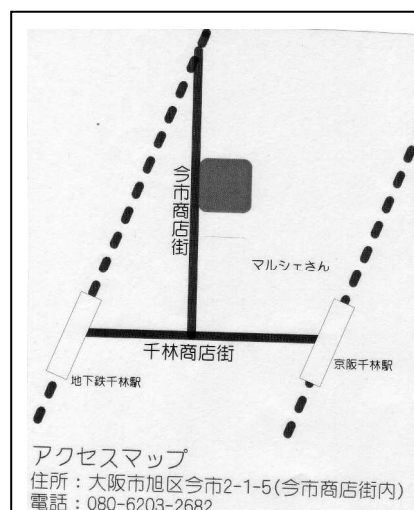 今市商店街
マルシェさん
千林商店街
京阪千林駅
地下鉄千林駅
アクセスマップ
住所：大阪市旭区今市2-1-5(今市商店街内)
電話：080-6203-2682